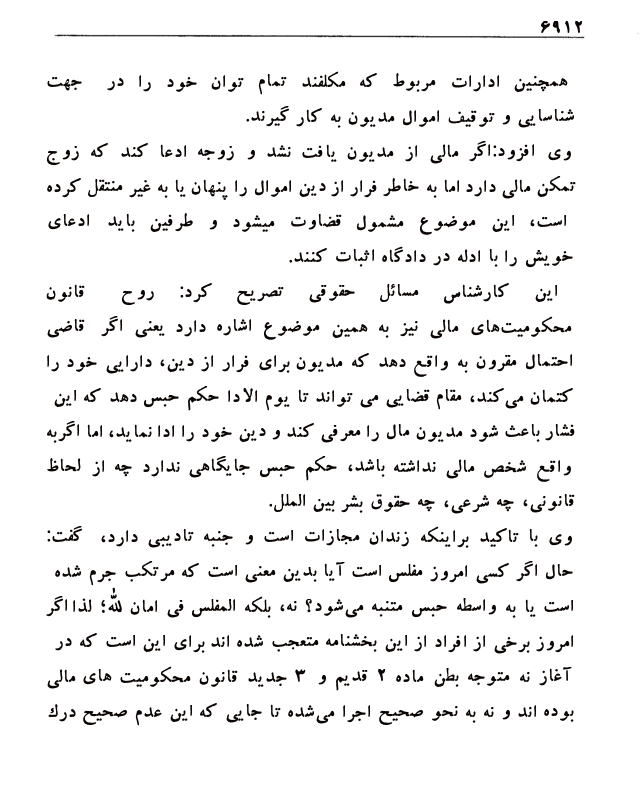 ۶۹۱۲
همچنین ادارات مربوط که مکلفند تمام توان خود را در جهت
شناسایی و توقیف اموال مدیون به کار گیرند.
وی افزود:اگر مالی از مدیون یافت نشد و زوجه ادعا کند که زوج
تمکن مالی دارد اما به خاطر فرار از دین اموال را پنهان یا به غیر منتقل کرده
است، این موضوع مشمول قضاوت میشود و طرفین باید ادعای
خویش را با ادله در دادگاه اثبات کنند.
این کارشناس مسائل حقوقی تصریح کرد: روح قانون
محکومیت‌های مالی نیز به همین موضوع اشاره دارد یعنی اگر قاضی
احتمال مقرون به واقع دهد که مدیون برای فرار از دین، دارایی خود را
کتمان می‌کند، مقام قضایی می تواند تا یوم الادا حکم حبس دهد که این
فشار باعث شود مدیون مال را معرفی کند و دین خود را ادا نماید، اما اگربه
واقع شخص مالی نداشته باشد، حکم حبس جایگاهی ندارد چه از لحاظ
قانونی، چه شرعی، چه حقوق بشر بین الملل.
وی با تاکید براینکه زندان مجازات است و جنبه تادیبی دارد، گفت:
حال اگر کسی امروز مفلس است آیا بدین معنی است که مرتکب جرم شده
است یا به واسطه حبس متنبه می‌شود؟ نه، بلکه المفلس فی امان لله؛ لذا اگر
امروز برخی از افراد از این بخشنامه متعجب شده اند برای این است که در
آغاز نه متوجه بطن ماده ۲ قدیم و ۳ جدید قانون محکومیت های مالی
بوده اند و نه به نحو صحیح اجرا می‌شده تا جایی که این عدم صحیح درك